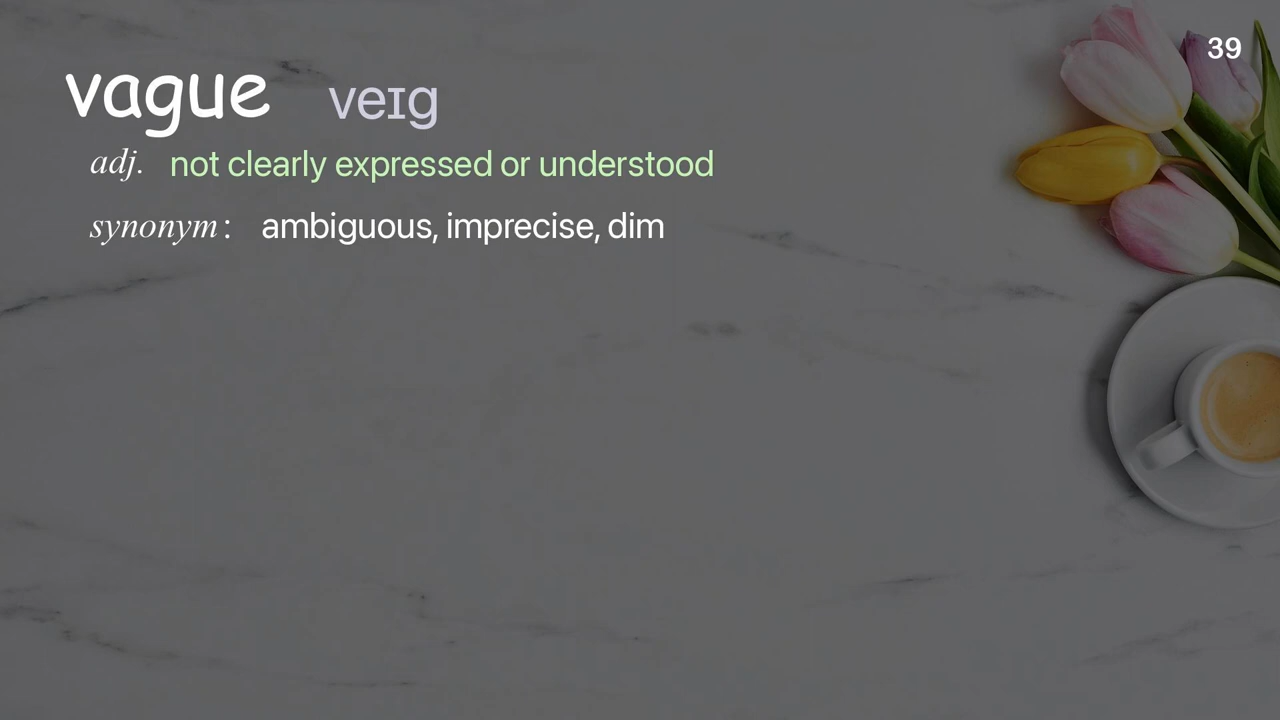 39
vague veɪg
adj. not clearly expressed or understood
synonym: ambiguous, imprecise, dim